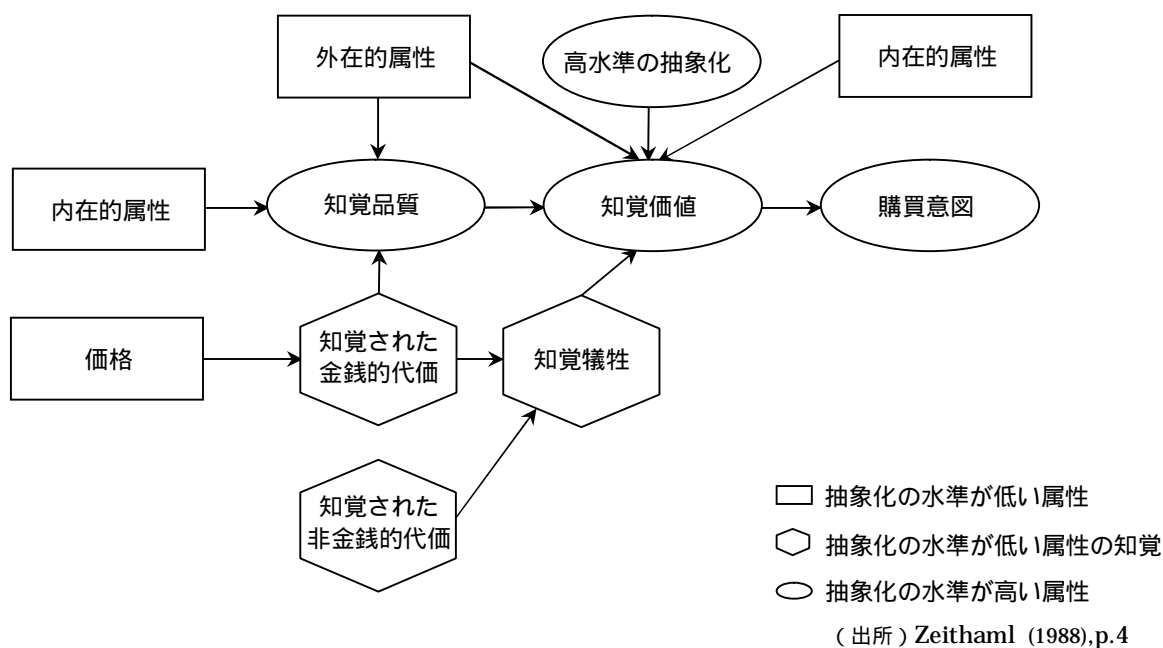 外在的属性
高水準の抽象化
内在的属性
内在的属性
知覚品質
知覚価値
購買意図
価格
知覚された
金銭的代価
知覚犠牲
知覚された
非金銭的代価
抽象化の水準が低い属性
抽象化の水準が低い属性の知覚
抽象化の水準が高い属性
（出所）Zeithaml (1988),p.4